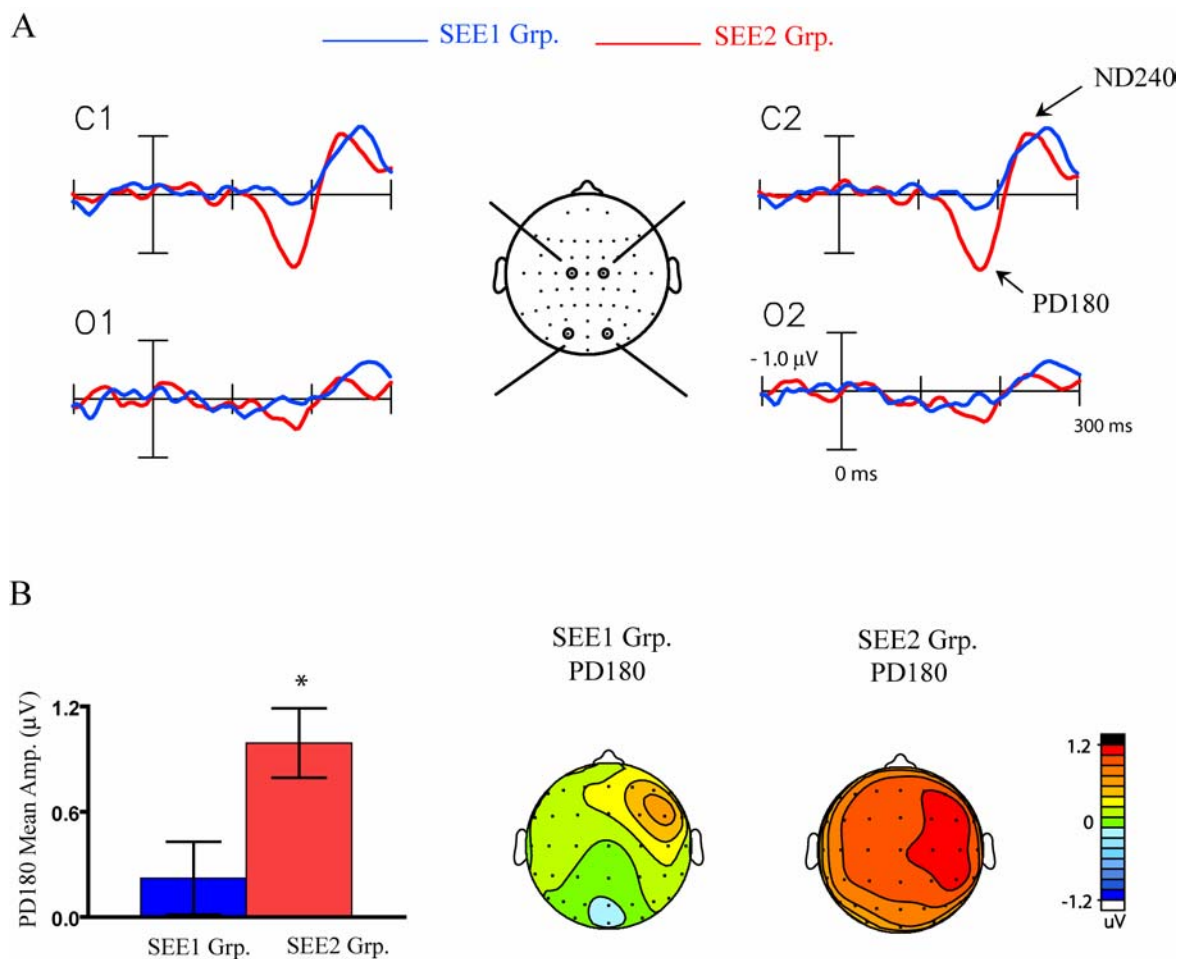 A
SEE1 Grp. SEE2 Grp.
ND240
C1
C2
PD180
O1
O2
- 1.0 µV
300 ms
0 ms
B
SEE1 Grp.
PD180
SEE2 Grp.
PD180
PD180 Mean Amp. (µV)
1.2
0.6
0.0
*
SEE1 Grp. SEE2 Grp.
1.2
0
-1.2
uV